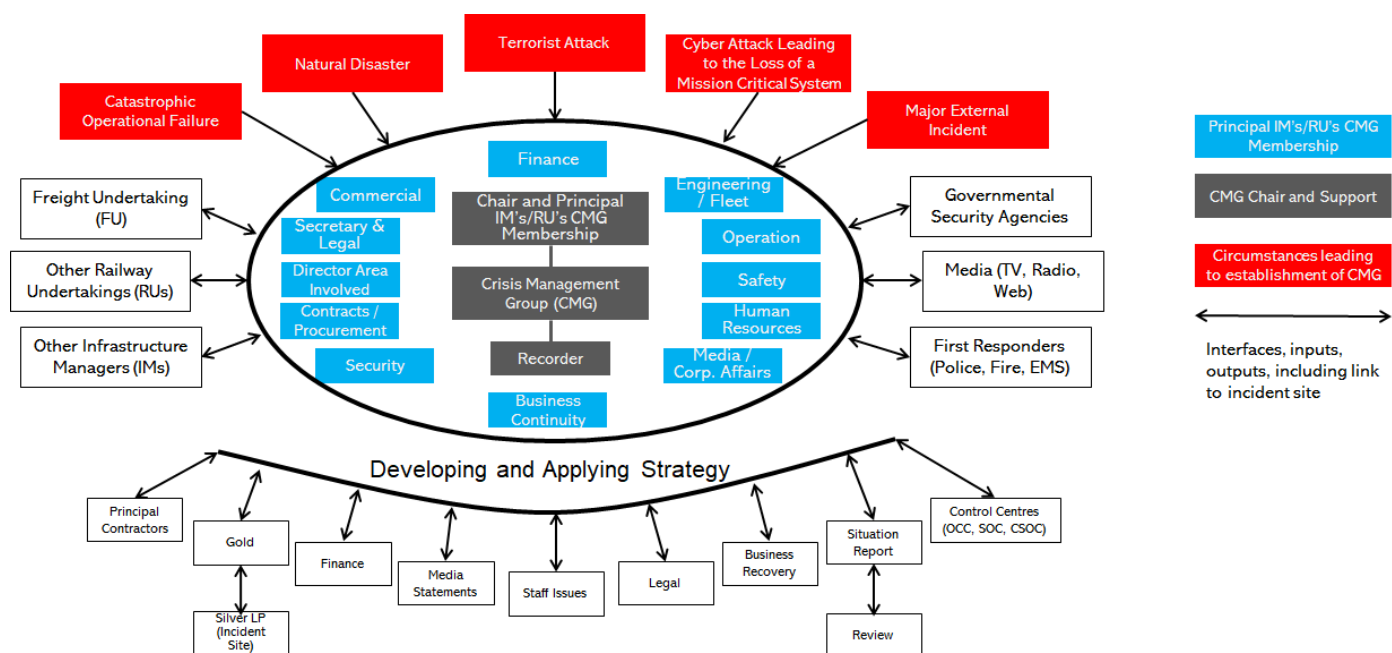 Terrorist Attack
Natural Disaster
Cyber Attack Leading
to the Loss of a
Mission Critical System
Catastrophic
Operational Failure
Major External
Incident
Finance
Commercial
Engineering
/ Fleet
Chair and Principal
IM's/RU's CMG
Membership
Secretary &
Legal
Operation
Director Area
Involved
Crisis Management
Group (CMG)
Safety
Contracts /
Procurement
Human
Resources
Security
Recorder
Media /
Corp. Affairs
Business
Continuity
Freight Undertaking
(FU)
Other Railway
Undertakings (RUs)
Other Infrastructure
Managers (IMs)
Governmental
Security Agencies
Media (TV, Radio,
Web)
First Responders
(Police, Fire, EMS)
Principal IM's/RU's CMG
Membership
CMG Chair and Support
Circumstances leading
to establishment of CMG
Interfaces, inputs,
outputs, including link
to incident site
Developing and Applying Strategy
Principal
Contractors
Gold
Finance
Media
Statements
Staff Issues
Legal
Business
Recovery
Situation
Report
Control Centres
(OCC, SOC, CSOC)
Silver LP
(Incident
Site)
Review